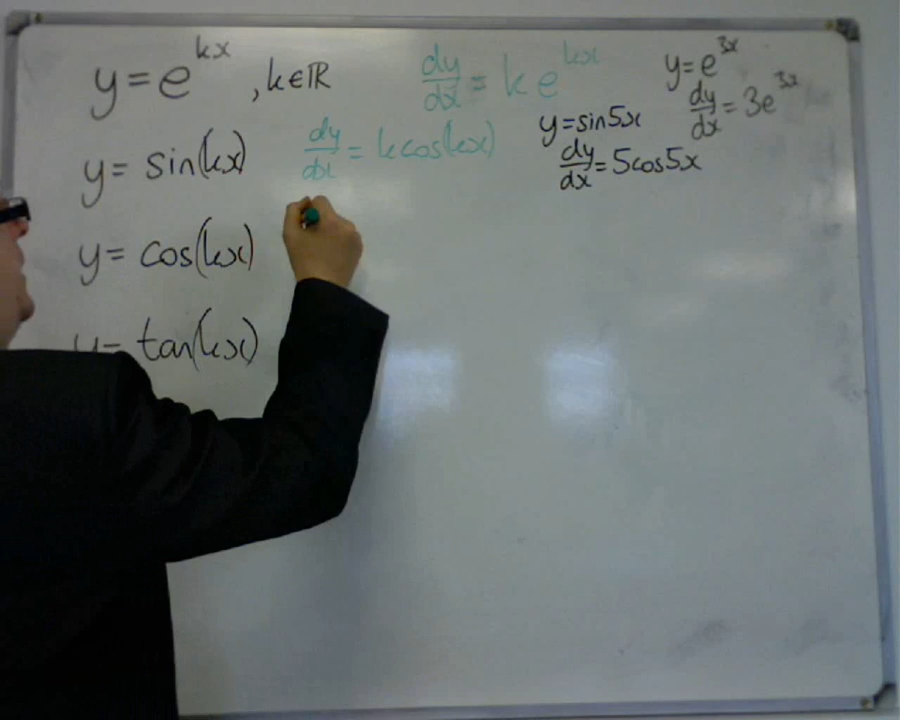 y = e^{kx}, k ∈ ℝ
dy/dx = ke^{kx}
y = e^{3x}
dy/dx = 3e^{3x}
y = sin(kx)
dy/dx = kcos(kx)
y = sin5x
dy/dx = 5cos5x
y = cos(kx)
y = tan(kx)